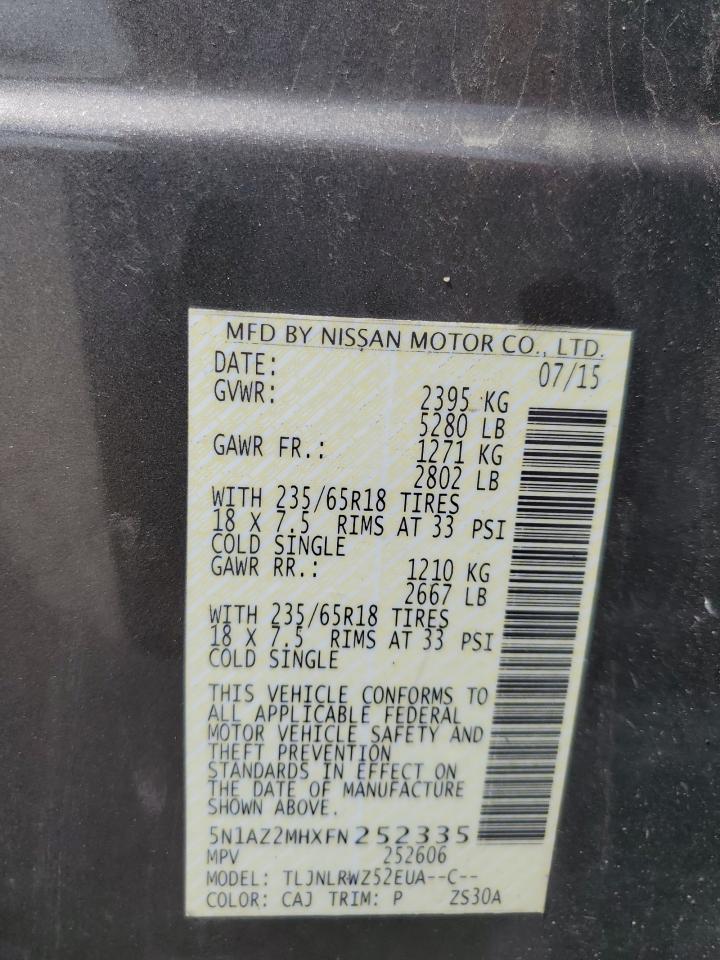 MFD BY NISSAN MOTOR CO., LTD.
DATE: 07/15
GVWR: 2395 KG
5280 LB
GAWR FR.: 1271 KG
2802 LB
WITH 235/65R18 TIRES
18 X 7.5 RIMS AT 33 PSI
COLD SINGLE
GAWR RR.: 1210 KG
2667 LB
WITH 235/65R18 TIRES
18 X 7.5 RIMS AT 33 PSI
COLD SINGLE
THIS VEHICLE CONFORMS TO
ALL APPLICABLE FEDERAL
MOTOR VEHICLE SAFETY AND
THEFT PREVENTION
STANDARDS IN EFFECT ON
THE DATE OF MANUFACTURE
SHOWN ABOVE.
5N1AZ2MHXFN252335
MPV 252606
MODEL: TLJNLRWZ52EUA--C--
COLOR: CAJ TRIM: P ZS30A